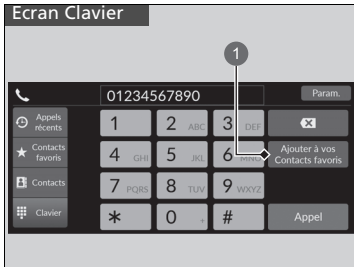 Ecran Clavier
1
01234567890
Param.
Appels
récents
1
2 ABC
3 DEF
Contacts
favoris
4 GHI
5 JKL
6 MNO
Ajouter à vos
Contacts favoris
Contacts
7 PQRS
8 TUV
9 WXYZ
Clavier
*
0 +
#
Appel